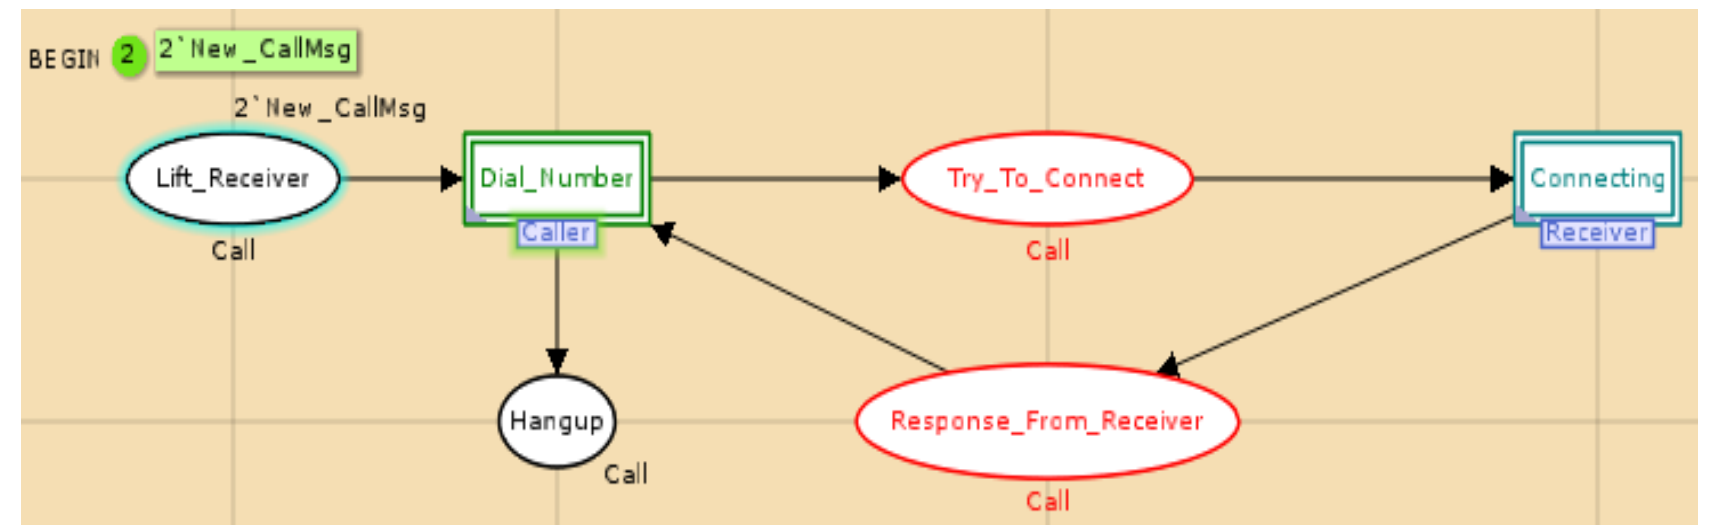 BEGIN 2 2`New_CallMsg
2`New_CallMsg
Lift_Receiver
Call
Dial_Number
Caller
Try_To_Connect
Call
Connecting
Receiver
Hangup
Call
Response_From_Receiver
Call